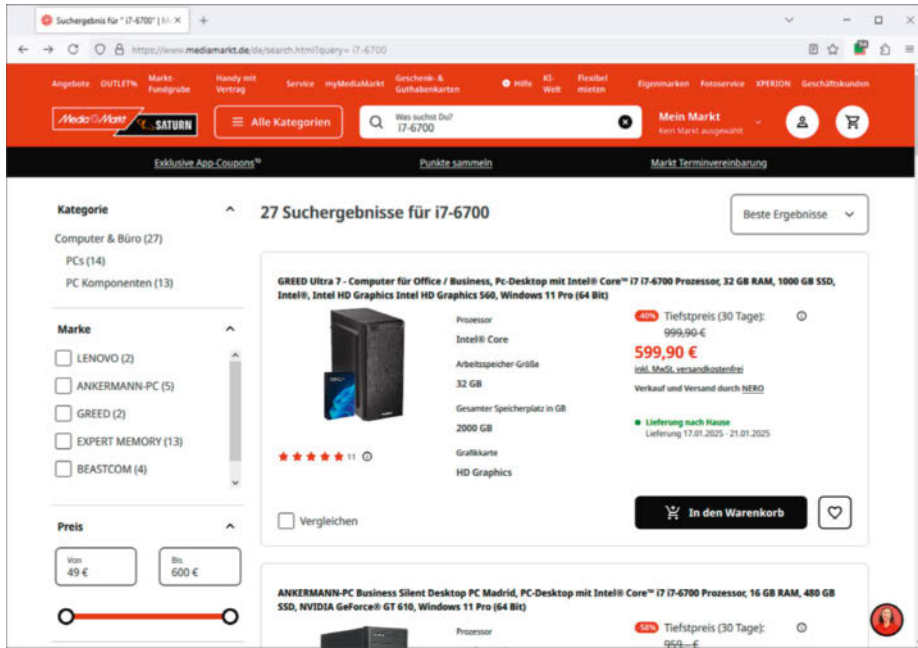 Suchergebnis für " i7-6700" | M
https://www.mediamarkt.de/de/search.html?query= i7-6700
Angebote OUTLET% Markt-Fundgrube Handy mit Vertrag Service myMediaMarkt Geschenk- & Guthabenkarten Hilfe KI-Welt Flexibel mieten Eigenmarken Fotoservice XPERION Geschäftskunden
Media Markt SATURN
Alle Kategorien
Was suchst Du?
i7-6700
Mein Markt
Kein Markt ausgewählt
Exklusive App-Coupons Punkte sammeln Markt Terminvereinbarung
Kategorie
Computer & Büro (27)
PCs (14)
PC Komponenten (13)
Marke
LENOVO (2)
ANKERMANN-PC (5)
GREED (2)
EXPERT MEMORY (13)
BEASTCOM (4)
Preis
Von
49 €
Bis
600 €
27 Suchergebnisse für i7-6700
Beste Ergebnisse
GREED Ultra 7 - Computer für Office / Business, Pc-Desktop mit Intel® Core™ i7 i7-6700 Prozessor, 32 GB RAM, 1000 GB SSD,
Intel®, Intel HD Graphics Intel HD Graphics 560, Windows 11 Pro (64 Bit)
Prozessor
Intel® Core
Arbeitsspeicher-Größe
32 GB
Gesamter Speicherplatz in GB
2000 GB
Grafikkarte
HD Graphics
11
Vergleichen
-40% Tiefstpreis (30 Tage):
999,90 €
599,90 €
inkl. MwSt. versandkostenfrei
Verkauf und Versand durch NERO
Lieferung nach Hause
Lieferung 17.01.2025 - 21.01.2025
In den Warenkorb
ANKERMANN-PC Business Silent Desktop PC Madrid, PC-Desktop mit Intel® Core™ i7 i7-6700 Prozessor, 16 GB RAM, 480 GB
SSD, NVIDIA GeForce® GT 610, Windows 11 Pro (64 Bit)
Prozessor
-58% Tiefstpreis (30 Tage):
959,- €